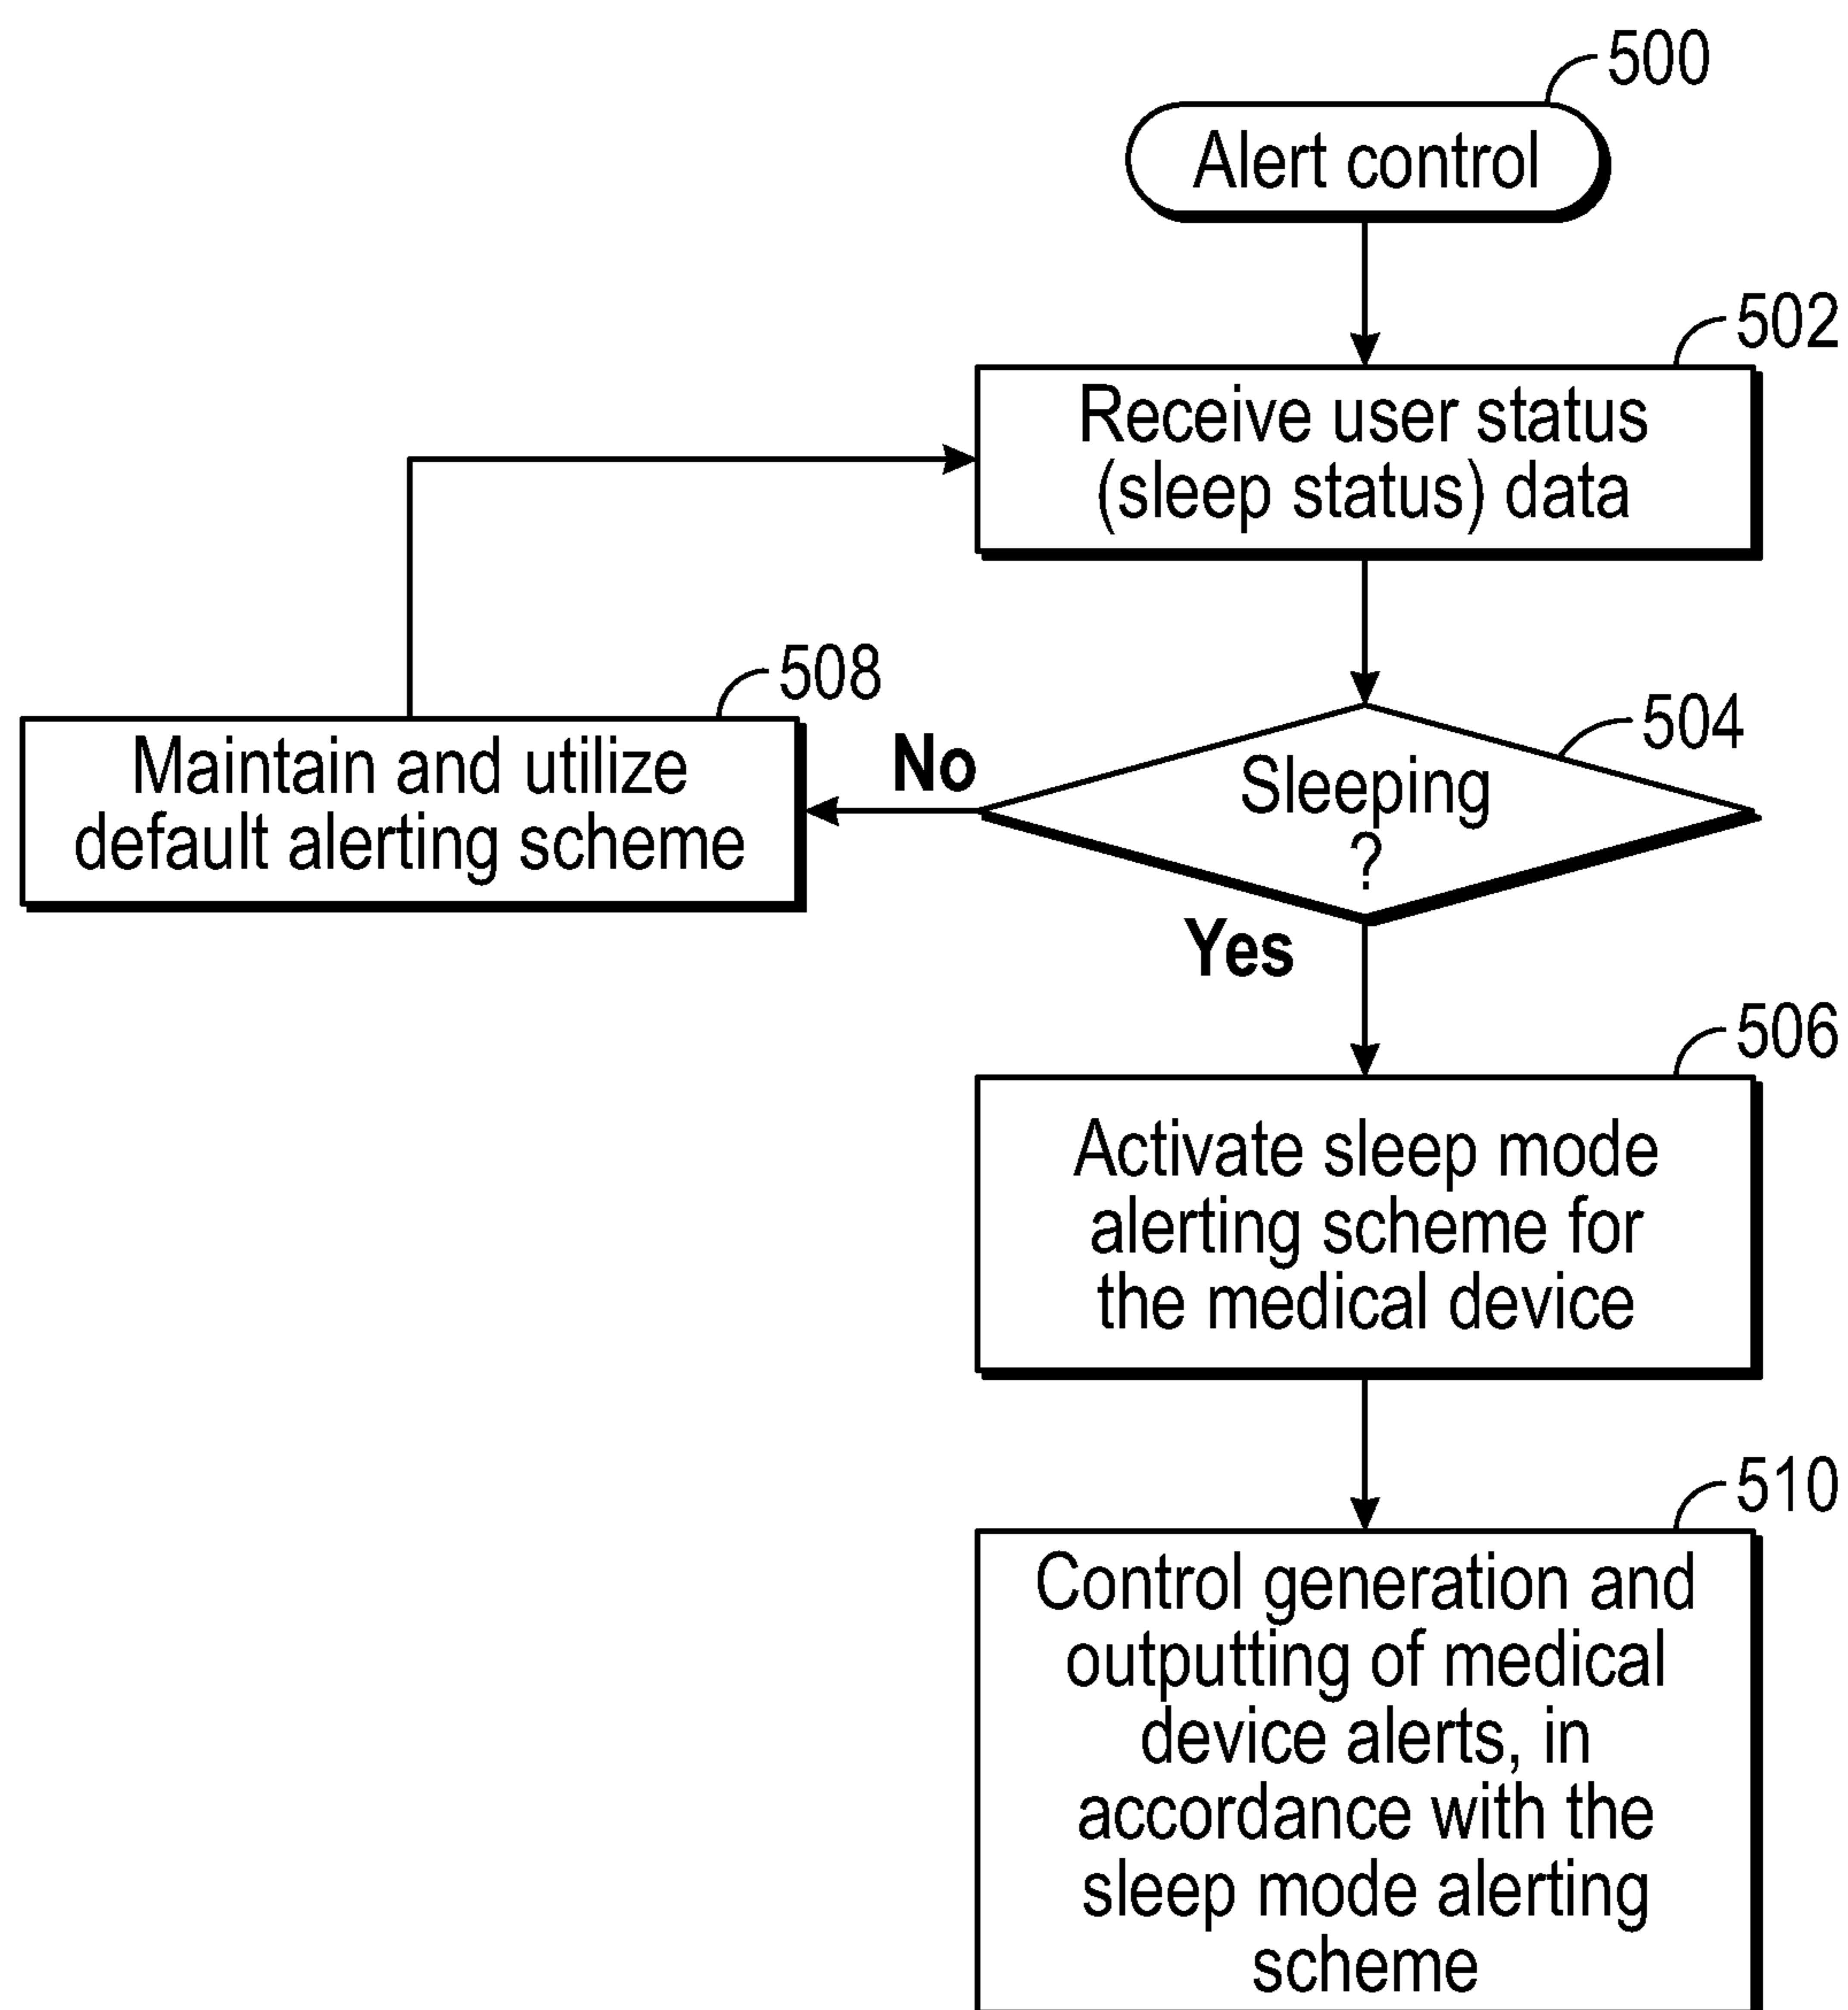 500
Alert control
502
Receive user status
(sleep status) data
508
Maintain and utilize
default alerting scheme
No
504
Sleeping
?
Yes
506
Activate sleep mode
alerting scheme for
the medical device
510
Control generation and
outputting of medical
device alerts, in
accordance with the
sleep mode alerting
scheme